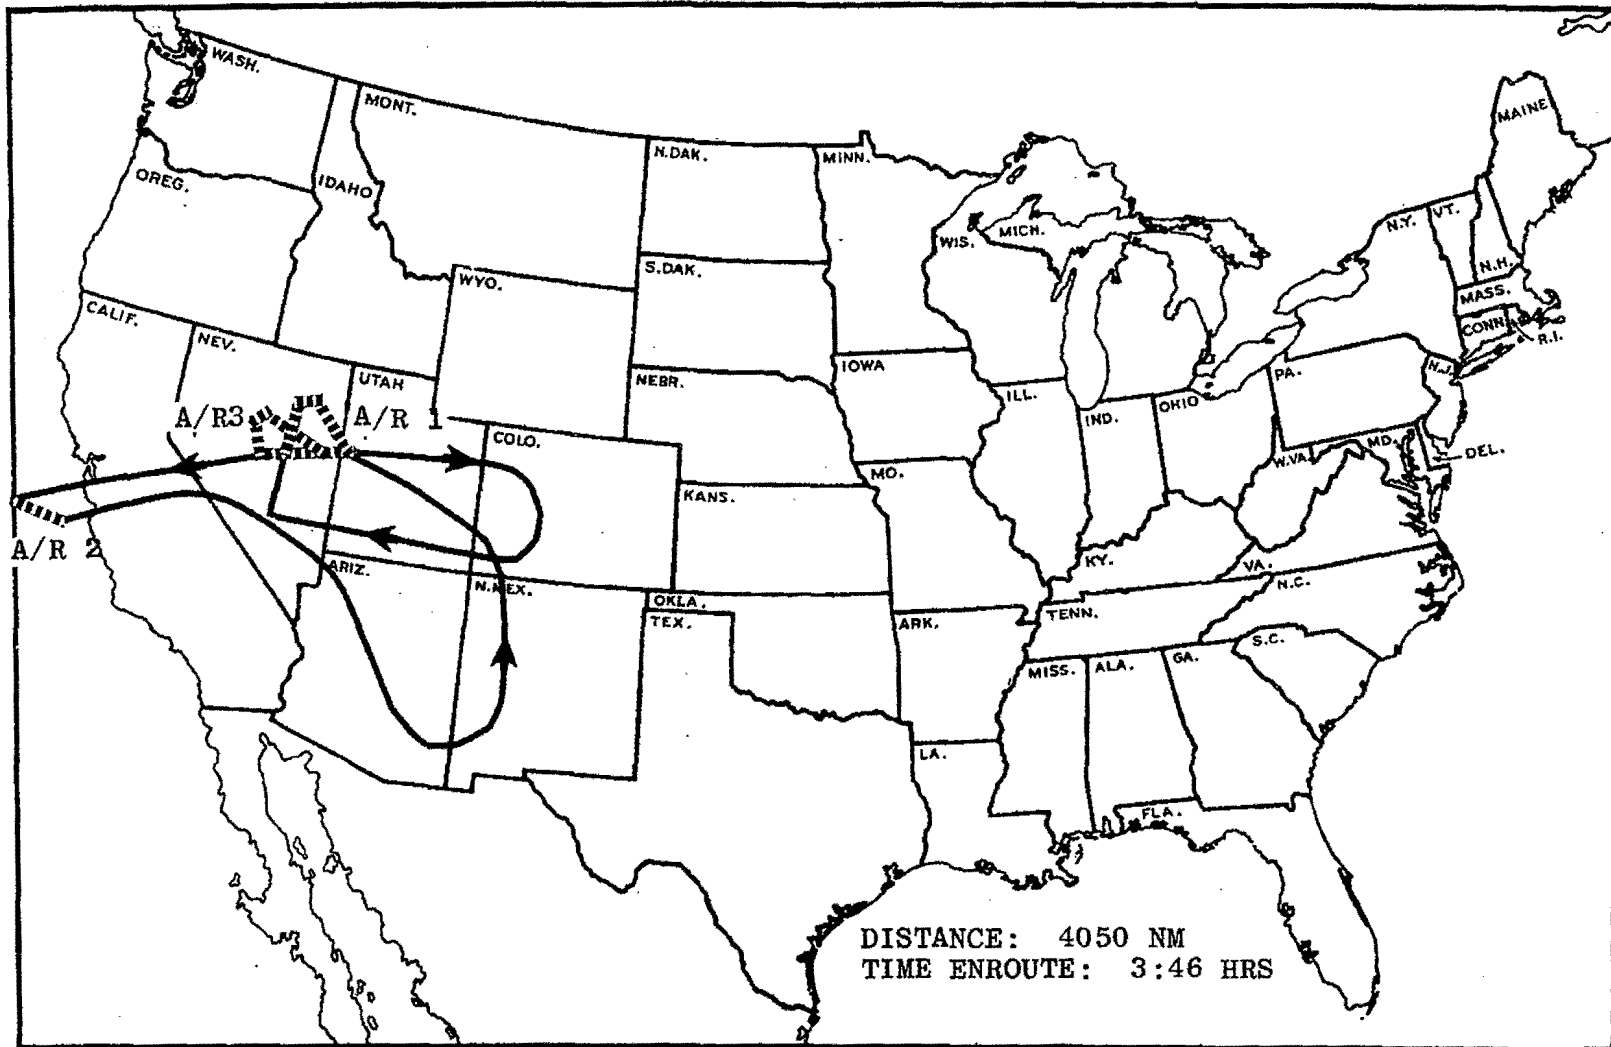 WASH.
MONT.
N.DAK.
MINN.
MAINE
OREG.
IDAHO
N.Y.
VT.
WIS.
MICH.
S.DAK.
WYO.
N.H.
MASS.
CALIF.
CONN.
R.I.
NEV.
IOWA
UTAH
NEBR.
PA.
N.J.
ILL.
IND.
OHIO
A/R3
A/R 1
COLO.
MD.
DEL.
W.VA.
MO.
KANS.
A/R 2
ARIZ.
KY.
VA.
N.MEX.
N.C.
OKLA.
TEX.
ARK.
TENN.
S.C.
MISS.
ALA.
GA.
LA.
FLA.
DISTANCE: 4050 NM
TIME ENROUTE: 3:46 HRS